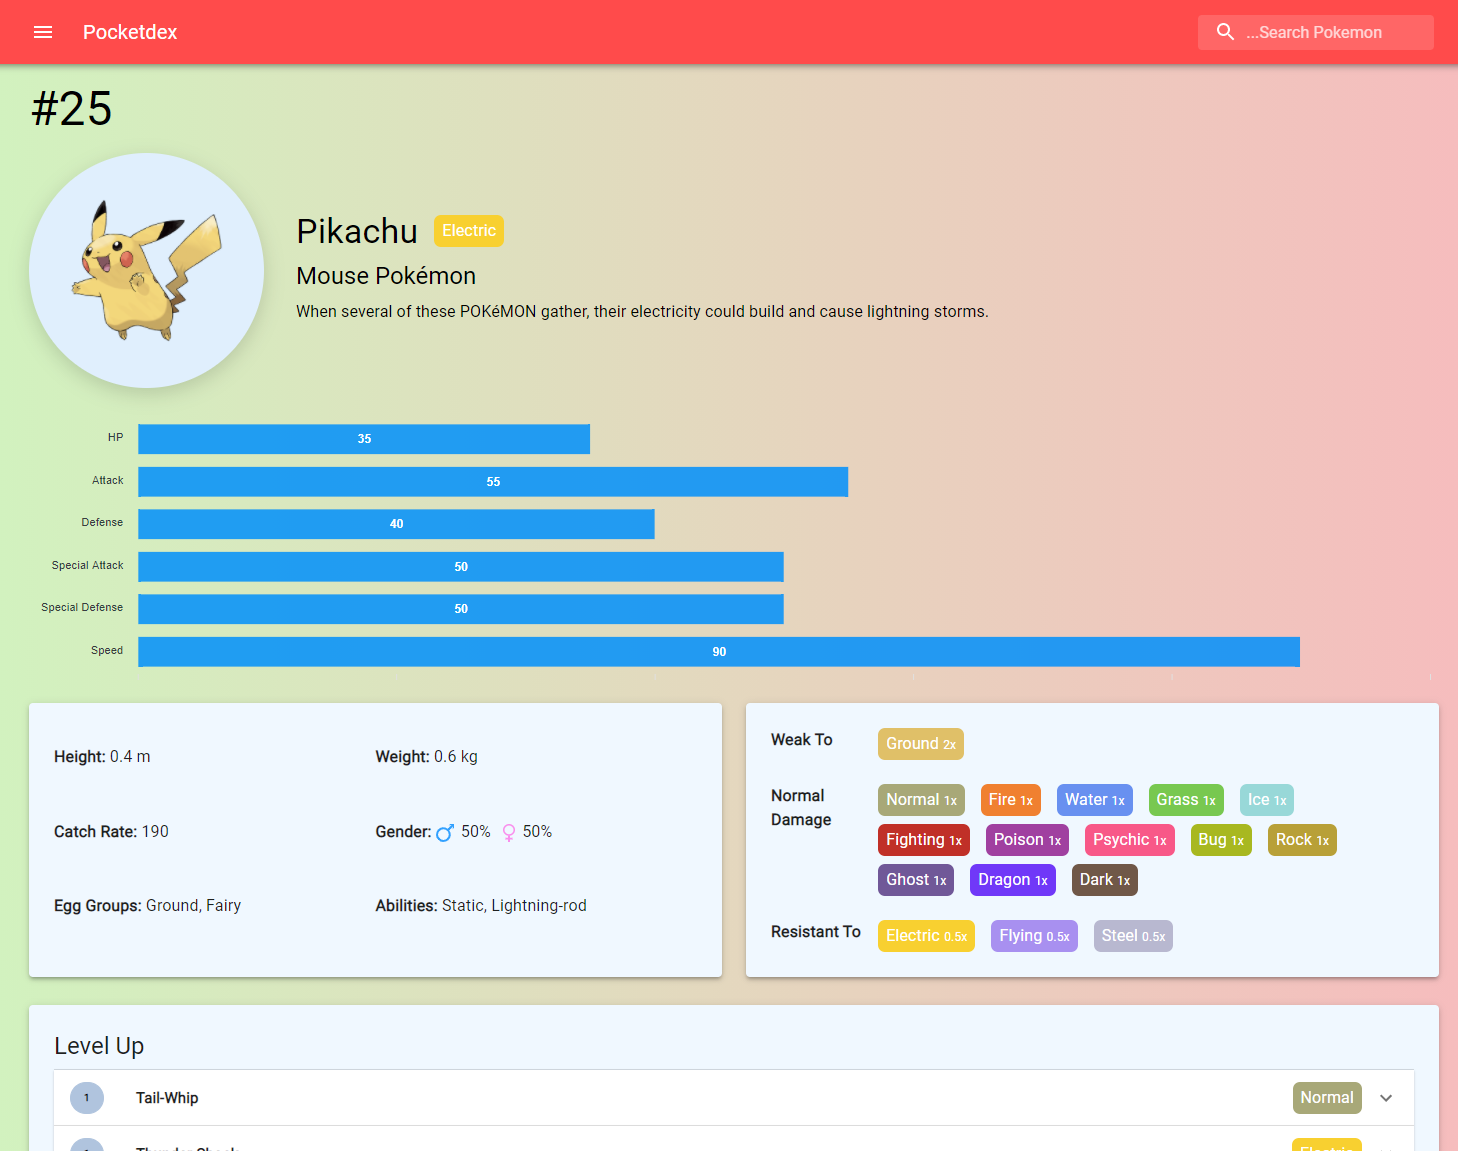 Pocketdex
...Search Pokemon
#25
Pikachu Electric
Mouse Pokémon
When several of these POKéMON gather, their electricity could build and cause lightning storms.
HP 35
Attack 55
Defense 40
Special Attack 50
Special Defense 50
Speed 90
Height: 0.4 m
Weight: 0.6 kg
Catch Rate: 190
Gender: ♂ 50% ♀ 50%
Egg Groups: Ground, Fairy
Abilities: Static, Lightning-rod
Weak To
Ground 2x
Normal
Damage
Normal 1x Fire 1x Water 1x Grass 1x Ice 1x
Fighting 1x Poison 1x Psychic 1x Bug 1x Rock 1x
Ghost 1x Dragon 1x Dark 1x
Resistant To
Electric 0.5x Flying 0.5x Steel 0.5x
Level Up
1 Tail-Whip Normal
Electric